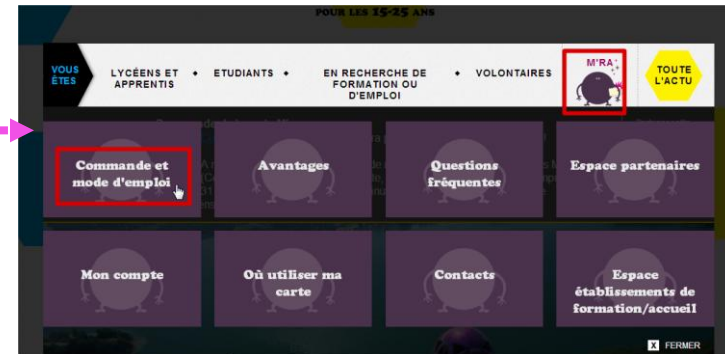 POUR LES 15-25 ANS
VOUS ÊTES
LYCÉENS ET APPRENTIS
ETUDIANTS
EN RECHERCHE DE FORMATION OU D'EMPLOI
VOLONTAIRES
M'RA
TOUTE L'ACTU
Commande et
mode d'emploi
Avantages
Questions
fréquentes
Espace partenaires
Mon compte
Où utiliser ma
carte
Contacts
Espace
établissements de
formation/accueil
X FERMER